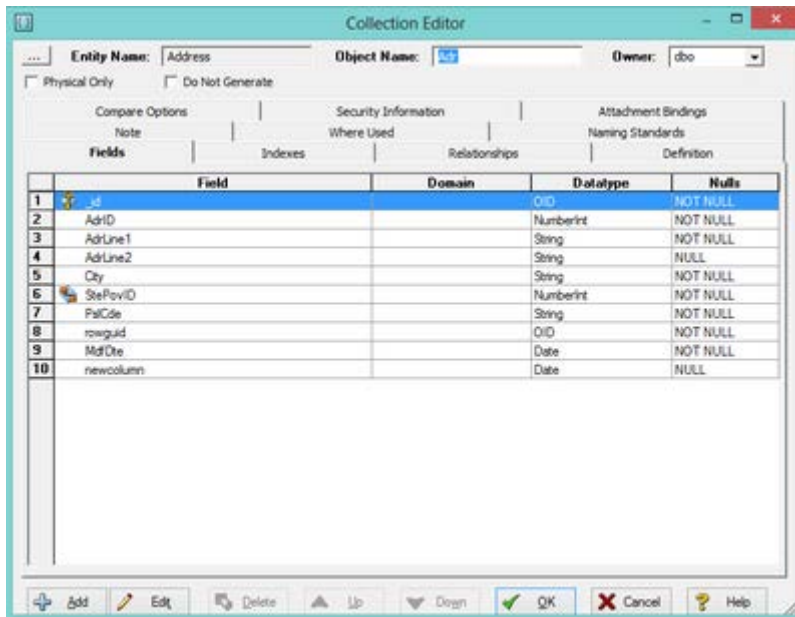 Collection Editor
... Entity Name: Address Object Name: Adr Owner: dbo
Physical Only Do Not Generate
Compare Options Security Information Attachment Bindings
Note Where Used Naming Standards
Fields Indexes Relationships Definition
Field Domain Datatype Nulls
1 _id OID NOT NULL
2 AdrID NumberInt NOT NULL
3 AdrLine1 String NOT NULL
4 AdrLine2 String NULL
5 City String NOT NULL
6 StePovID NumberInt NOT NULL
7 PslCde String NOT NULL
8 rowguid OID NOT NULL
9 MdfDte Date NOT NULL
10 newcolumn Date NULL
Add Edit Delete Up Down OK Cancel Help